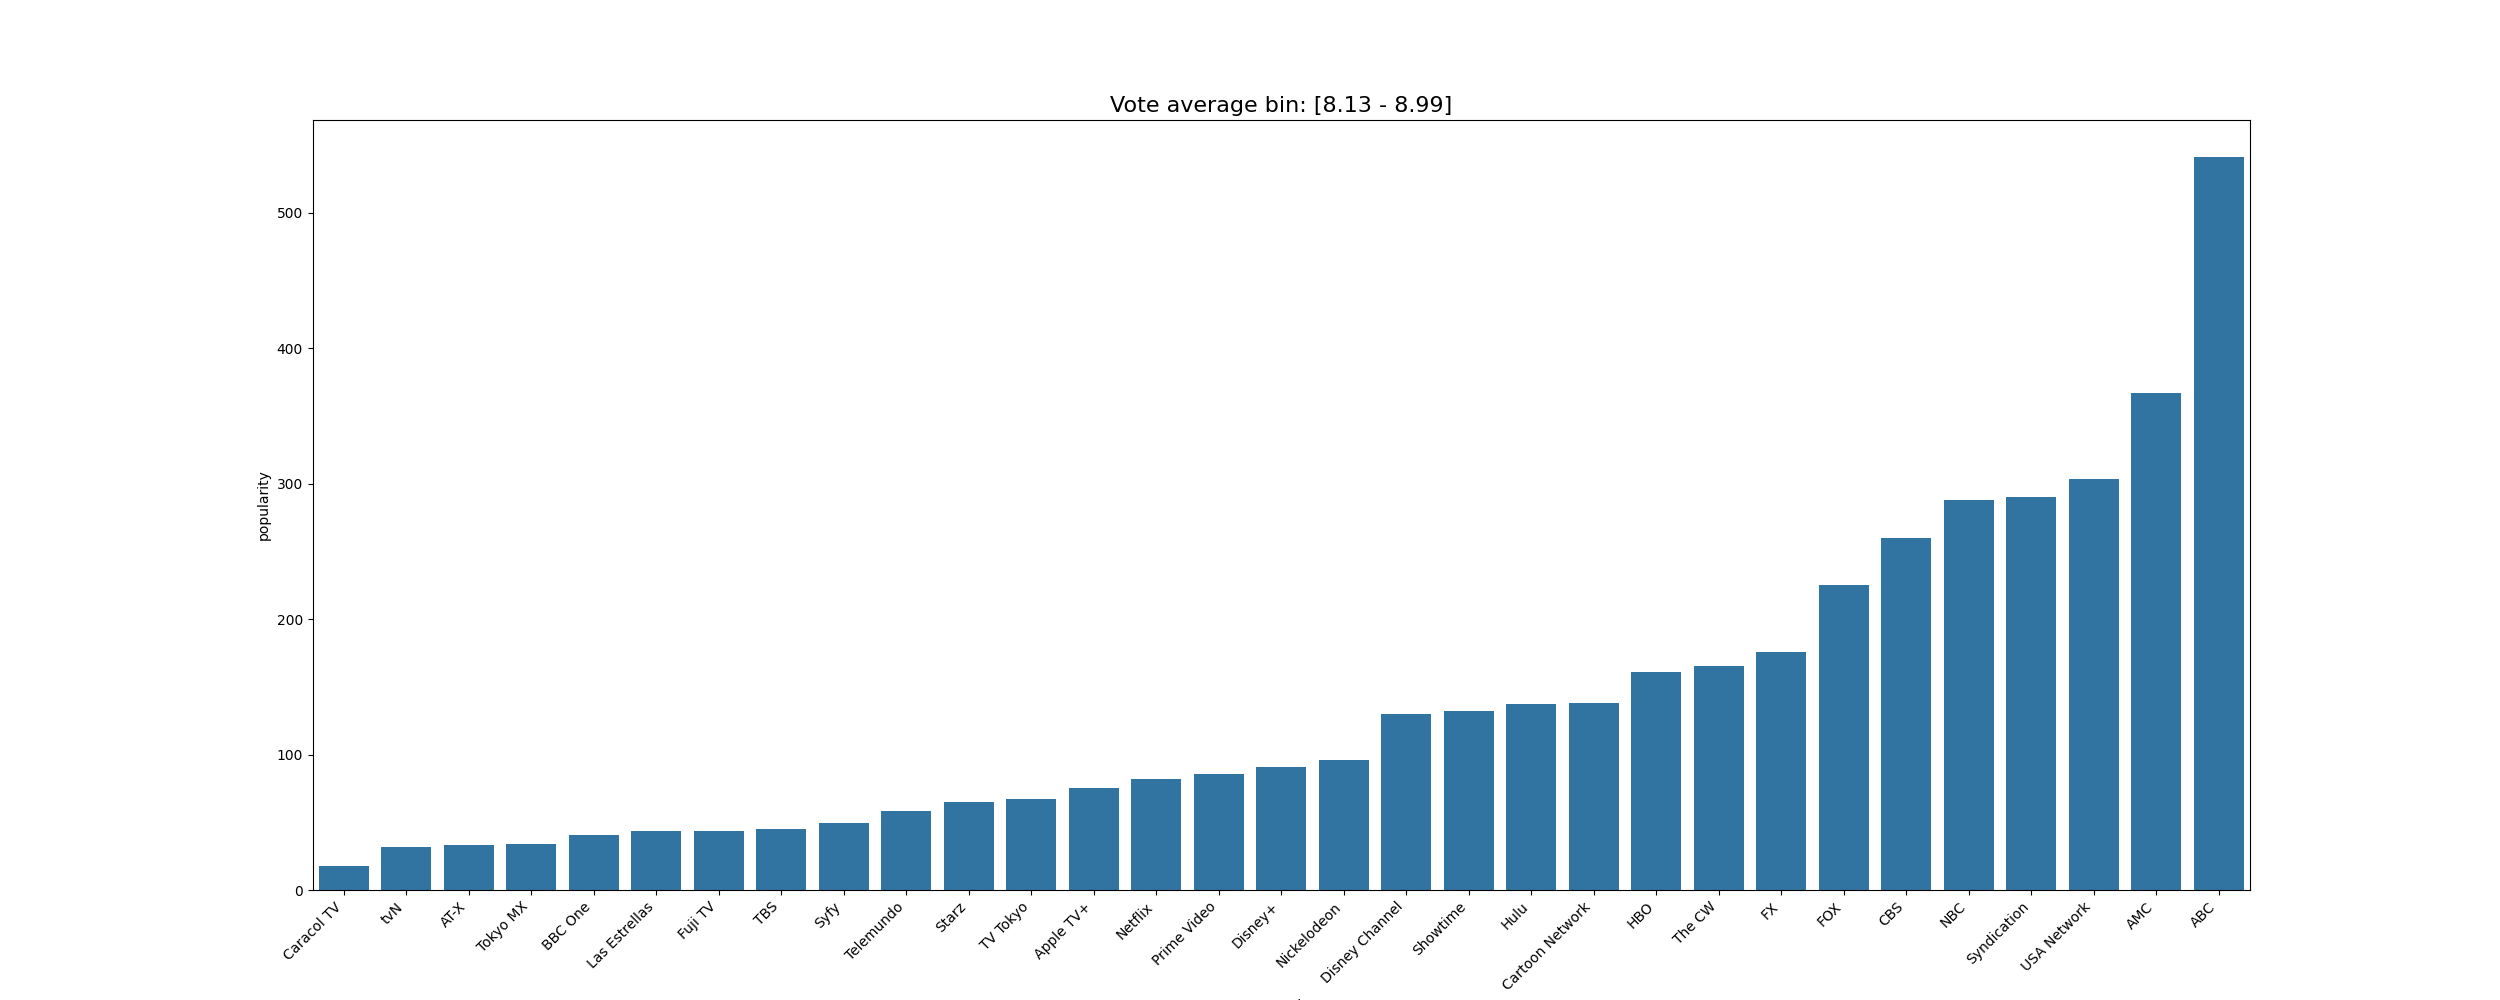 Vote average bin: [8.13 - 8.99]
popularity
500
400
300
200
100
0
Caracol TV
tvN
AT-X
Tokyo MX
BBC One
Las Estrellas
Fuji TV
TBS
Syfy
Telemundo
Starz
TV Tokyo
Apple TV+
Netflix
Prime Video
Disney+
Nickelodeon
Disney Channel
Showtime
Hulu
Cartoon Network
HBO
The CW
FX
FOX
CBS
NBC
Syndication
USA Network
AMC
ABC